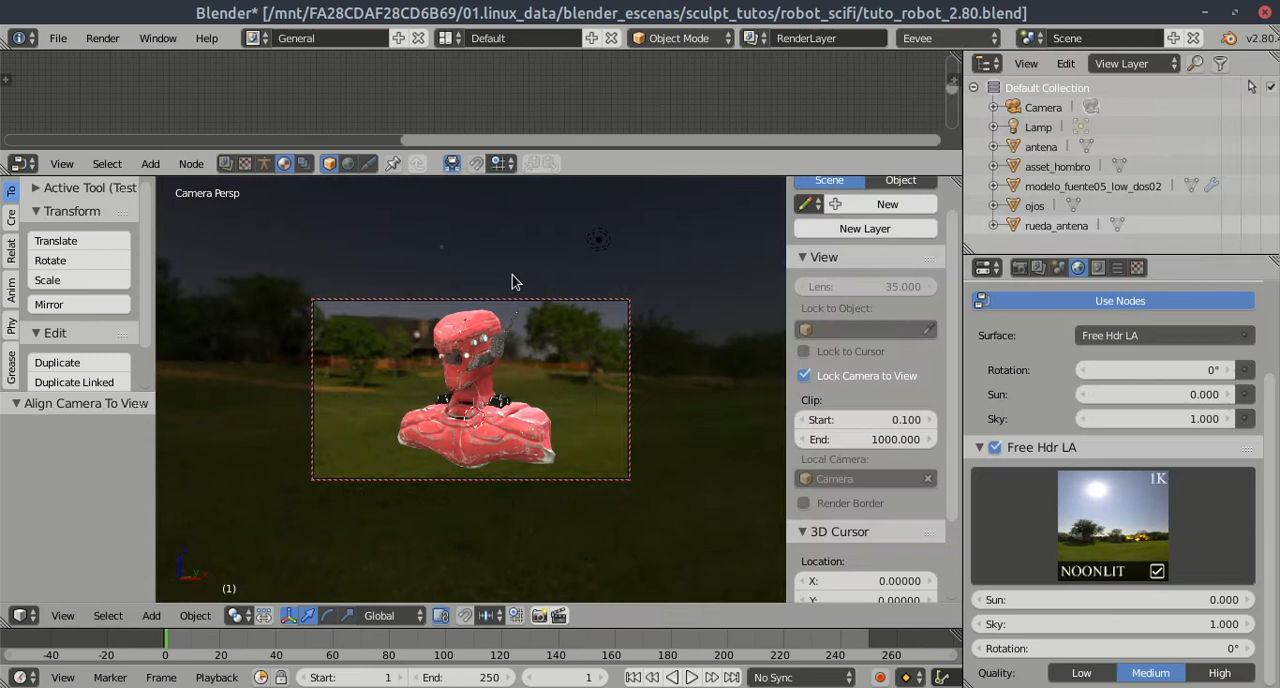 Blender* [/mnt/FA28CDAF28CD6B69/01.linux_data/blender_escenas/sculpt_tutos/robot_scifi/tuto_robot_2.80.blend]
File Render Window Help General Default Object Mode RenderLayer Eevee Scene v2.80.
View Edit View Layer
Default Collection
Camera
Lamp
antena
asset_hombro
modelo_fuente05_low_dos02
ojos
rueda_antena
View Select Add Node
To
Cre
Relat
Anim
Phy
Grease
Active Tool (Test
Transform
Translate
Rotate
Scale
Mirror
Edit
Duplicate
Duplicate Linked
Align Camera To View
Camera Persp
(1)
Scene Object
New
New Layer
View
Lens: 35.000
Lock to Object:
Lock to Cursor
Lock Camera to View
Clip:
Start: 0.100
End: 1000.000
Local Camera:
Camera
Render Border
3D Cursor
Location:
X: 0.00000
Y: 0.00000
Use Nodes
Surface: Free Hdr LA
Rotation: 0°
Sun: 0.000
Sky: 1.000
Free Hdr LA
1K
NOONLIT
Sun: 0.000
Sky: 1.000
Rotation: 0°
Quality: Low Medium High
View Select Add Object Global
-40 -20 0 20 40 60 80 100 120 140 160 180 200 220 240 260
View Marker Frame Playback Start: 1 End: 250 1 No Sync